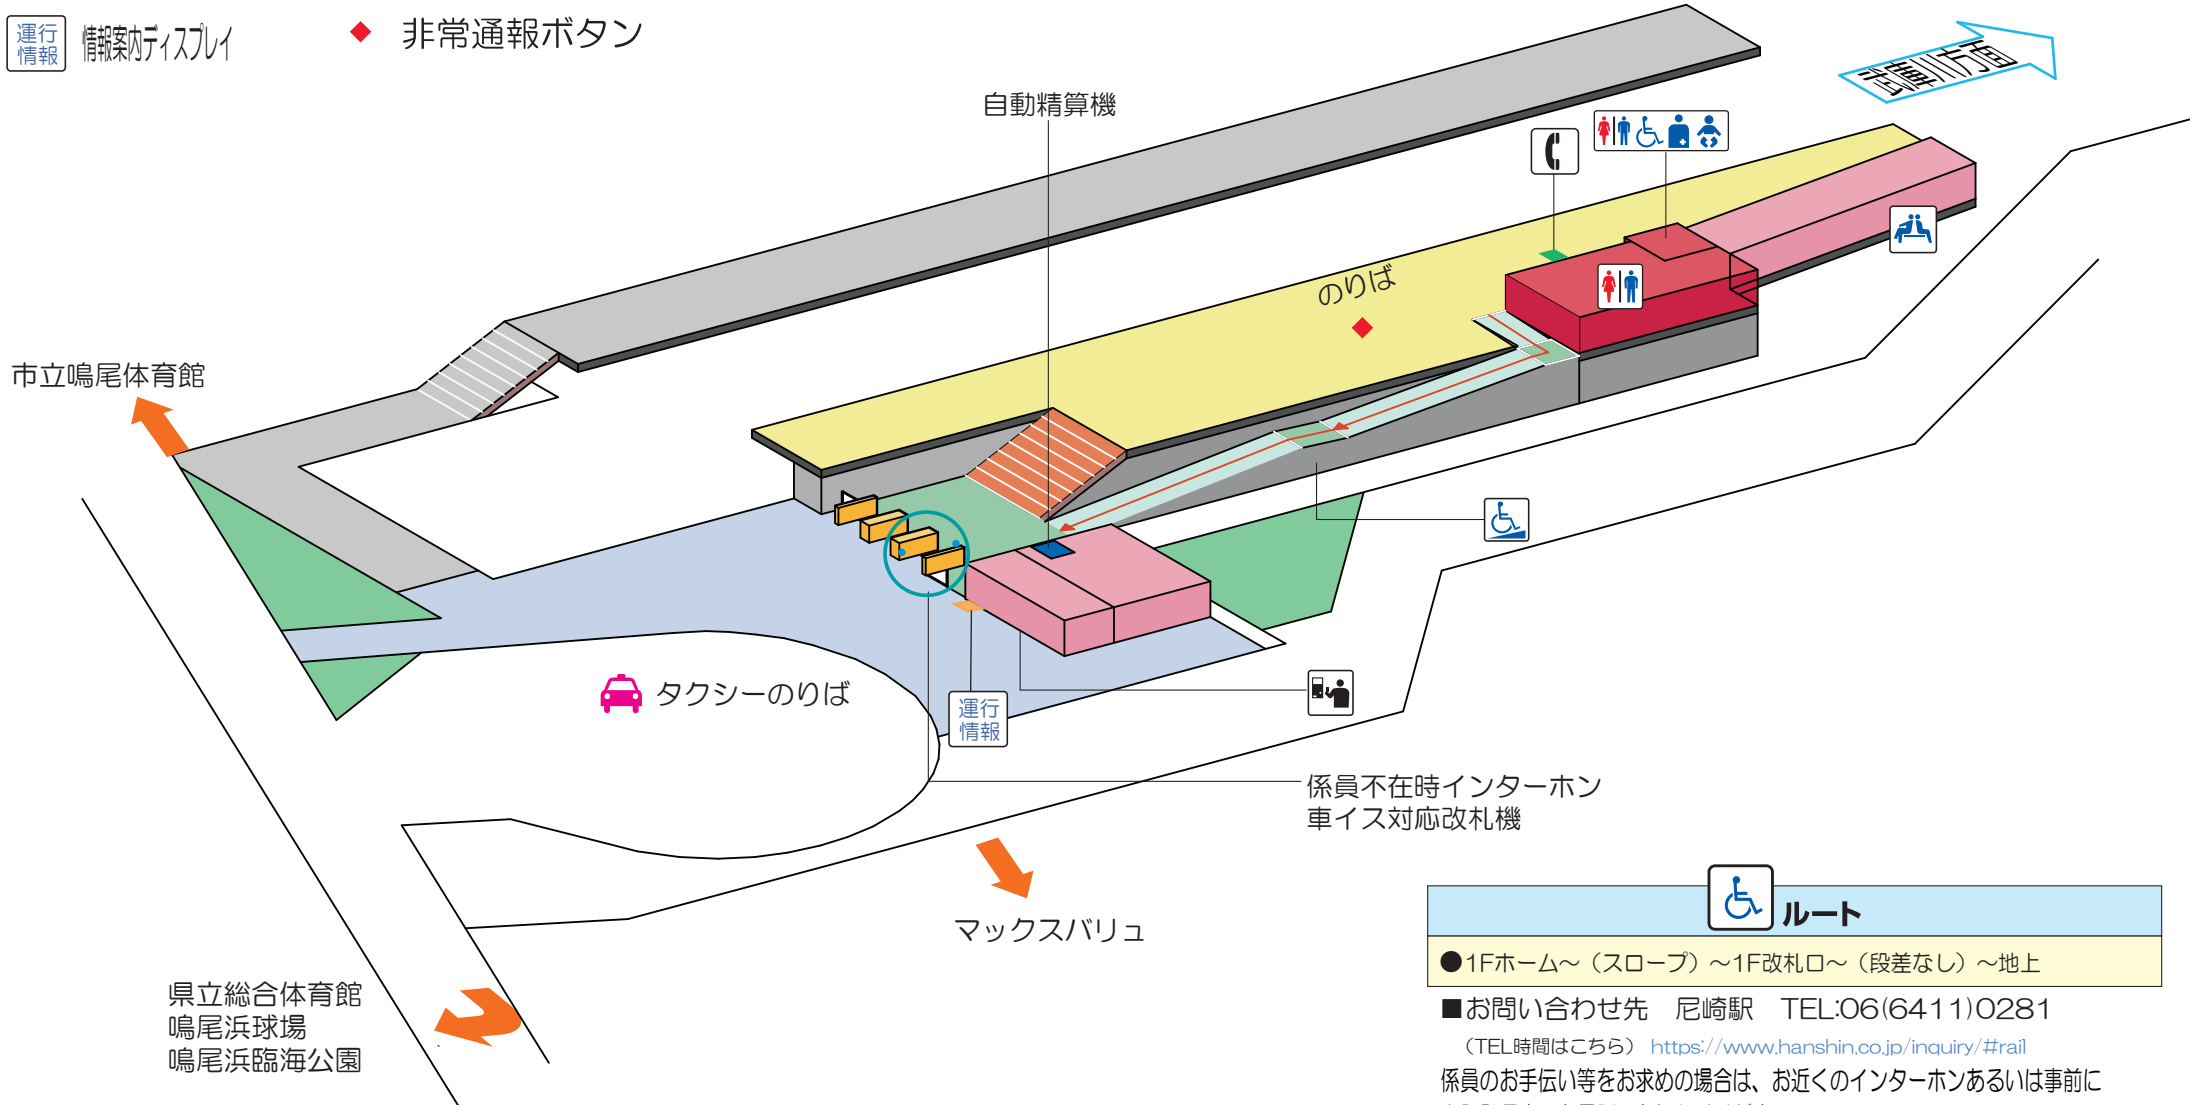 運行
情報
情報案内ディスプレイ
非常通報ボタン
武庫川方面
自動精算機
のりば
市立鳴尾体育館
タクシーのりば
運行
情報
係員不在時インターホン
車イス対応改札機
マックスバリュ
県立総合体育館
鳴尾浜球場
鳴尾浜臨海公園
ルート
●1Fホーム～（スロープ）～1F改札口～（段差なし）～地上
■お問い合わせ先 尼崎駅 TEL:06(6411)0281
（TEL時間はこちら） https://www.hanshin.co.jp/inquiry/#rail
係員のお手伝い等をお求めの場合は、お近くのインターホンあるいは事前に